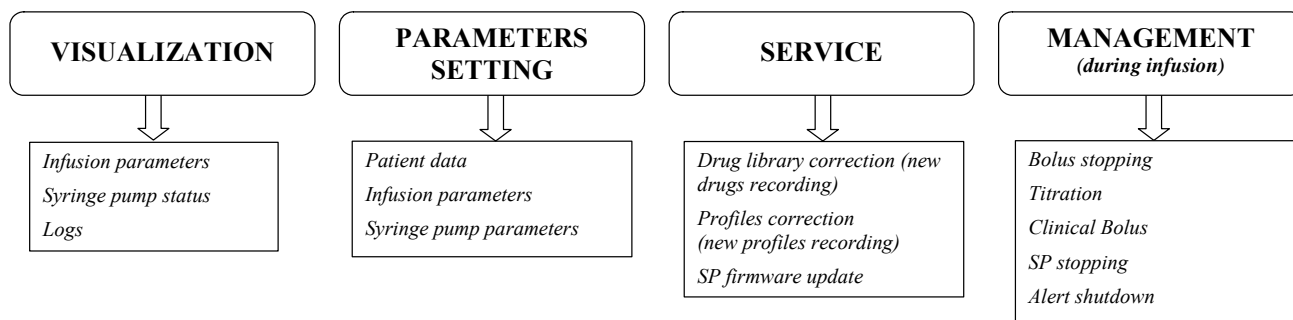 VISUALIZATION
Infusion parameters
Syringe pump status
Logs
PARAMETERS
SETTING
Patient data
Infusion parameters
Syringe pump parameters
SERVICE
Drug library correction (new
drugs recording)
Profiles correction
(new profiles recording)
SP firmware update
MANAGEMENT
(during infusion)
Bolus stopping
Titration
Clinical Bolus
SP stopping
Alert shutdown